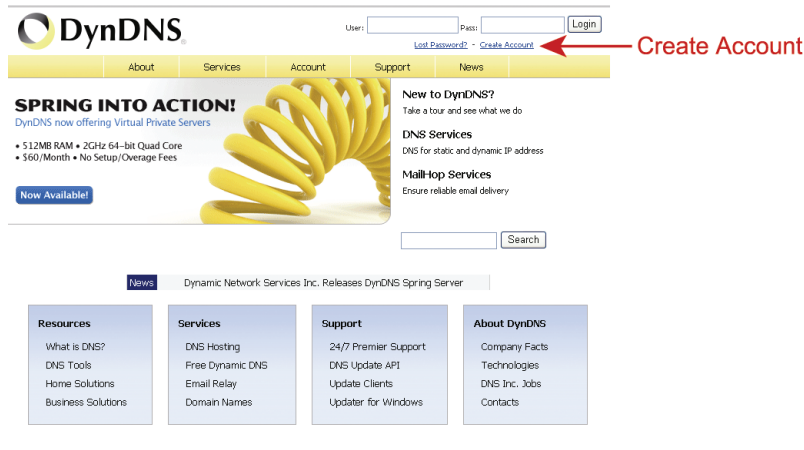 DynDNS
User: Pass: Login
Lost Password? - Create Account
Create Account
About Services Account Support News
SPRING INTO ACTION!
DynDNS now offering Virtual Private Servers
• 512MB RAM • 2GHz 64-bit Quad Core
• $60/Month • No Setup/Overage Fees
Now Available!
New to DynDNS?
Take a tour and see what we do
DNS Services
DNS for static and dynamic IP address
MailHop Services
Ensure reliable email delivery
Search
News Dynamic Network Services Inc. Releases DynDNS Spring Server
Resources
What is DNS?
DNS Tools
Home Solutions
Business Solutions
Services
DNS Hosting
Free Dynamic DNS
Email Relay
Domain Names
Support
24/7 Premier Support
DNS Update API
Update Clients
Updater for Windows
About DynDNS
Company Facts
Technologies
DNS Inc. Jobs
Contacts